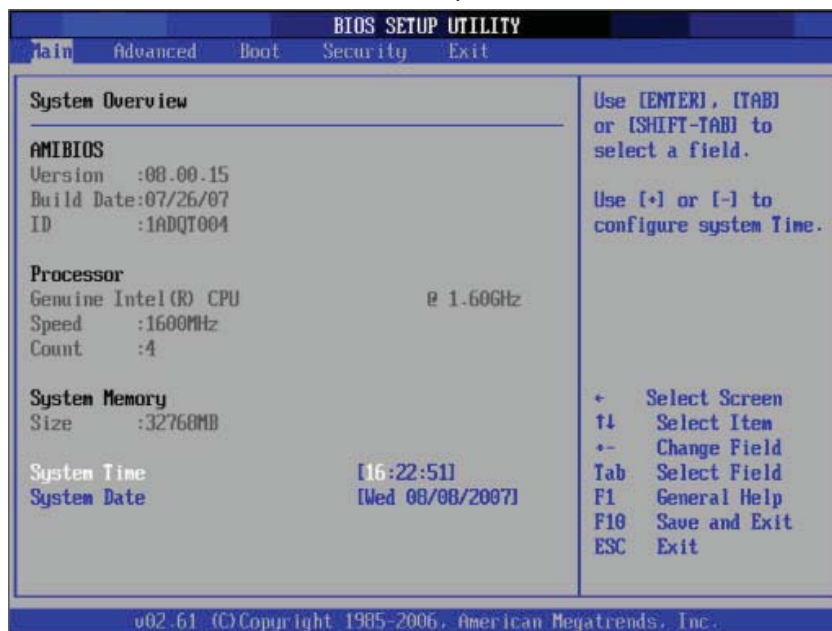 BIOS SETUP UTILITY
Main Advanced Boot Security Exit
System Overview
AMIBIOS
Version :08.00.15
Build Date:07/26/07
ID :1ADQT004
Processor
Genuine Intel(R) CPU @ 1.60GHz
Speed :1600MHz
Count :4
System Memory
Size :32768MB
System Time [16:22:51]
System Date [Wed 08/08/2007]
Use [ENTER], [TAB]
or [SHIFT-TAB] to
select a field.
Use [+] or [-] to
configure system Time.
← Select Screen
↑↓ Select Item
+- Change Field
Tab Select Field
F1 General Help
F10 Save and Exit
ESC Exit
v02.61 (C)Copyright 1985-2006, American Megatrends, Inc.